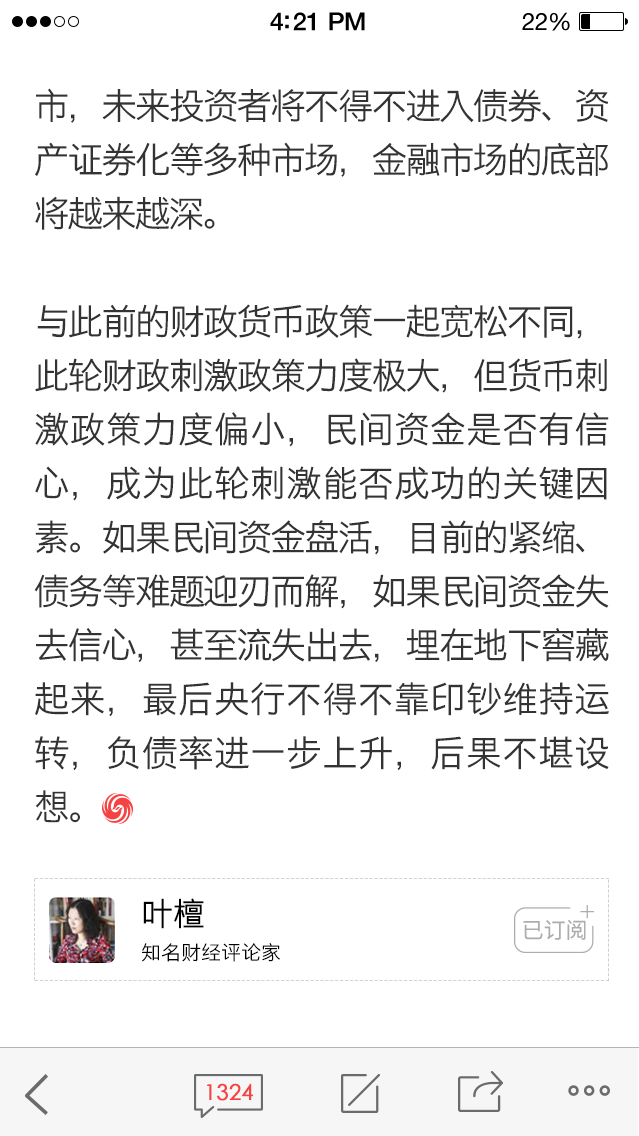 4:21 PM
22%
市，未来投资者将不得不进入债券、资
产证券化等多种市场，金融市场的底部
将越来越深。
与此前的财政货币政策一起宽松不同，
此轮财政刺激政策力度极大，但货币刺
激政策力度偏小，民间资金是否有信
心，成为此轮刺激能否成功的关键因
素。如果民间资金盘活，目前的紧缩、
债务等难题迎刃而解，如果民间资金失
去信心，甚至流失出去，埋在地下窖藏
起来，最后央行不得不靠印钞维持运
转，负债率进一步上升，后果不堪设
想。
叶檀
知名财经评论家
已订阅
1324